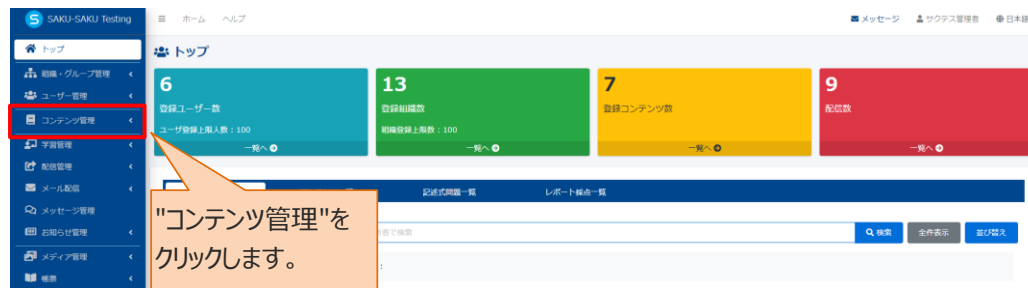 SAKU-SAKU Testing
ホーム ヘルプ
メッセージ サクテス管理者 日本語
トップ
トップ
組織・グループ管理
ユーザー管理
コンテンツ管理
学習管理
配信管理
メール配信
メッセージ管理
お知らせ管理
メディア管理
帳票
6
登録ユーザー数
ユーザ登録上限人数：100
一覧へ
13
登録組織数
組織登録上限数：100
一覧へ
7
登録コンテンツ数
一覧へ
9
配信数
一覧へ
記述式問題一覧 レポート採点一覧
で検索
検索 全件表示 並び替え
"コンテンツ管理"を
クリックします。